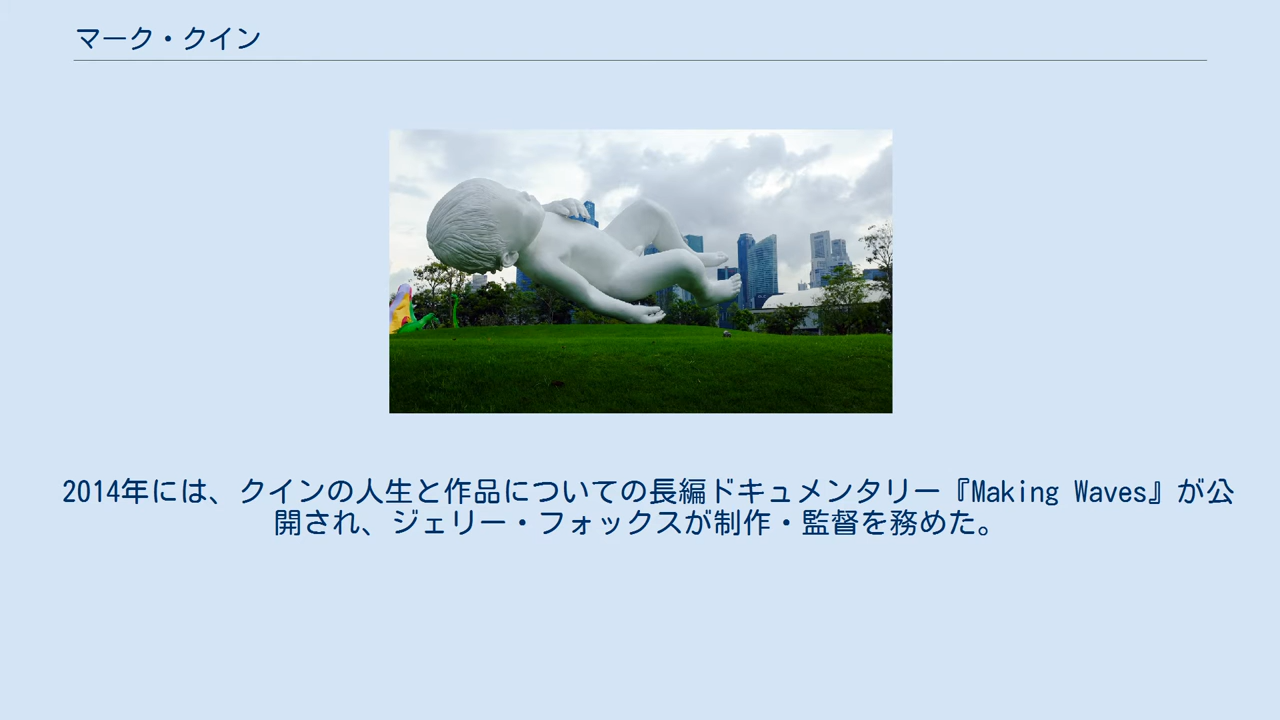 マーク・クイン
2014年には、クインの人生と作品についての長編ドキュメンタリー『Making Waves』が公
開され、ジェリー・フォックスが制作・監督を務めた。